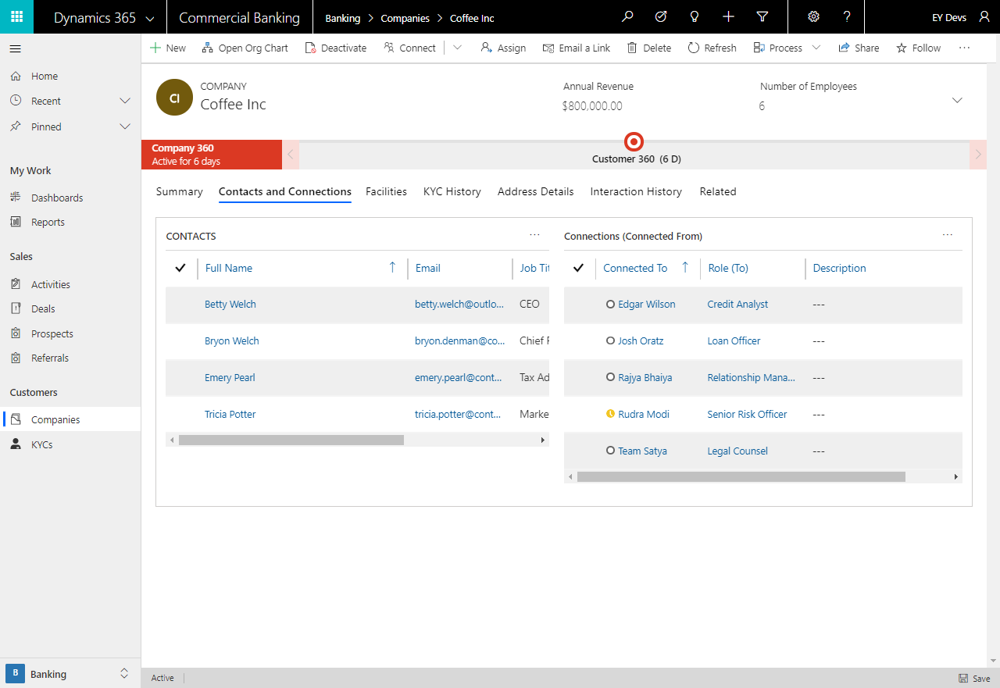 Dynamics 365
Commercial Banking
Banking > Companies > Coffee Inc
?
EY Devs
New
Open Org Chart
Deactivate
Connect
Assign
Email a Link
Delete
Refresh
Process
Share
Follow
...
Home
Recent
Pinned
My Work
Dashboards
Reports
Sales
Activities
Deals
Prospects
Referrals
Customers
Companies
KYCs
B Banking
CI
COMPANY
Coffee Inc
Annual Revenue
$800,000.00
Number of Employees
6
Company 360
Active for 6 days
Customer 360 (6 D)
Summary
Contacts and Connections
Facilities
KYC History
Address Details
Interaction History
Related
CONTACTS
...
Full Name Email Job Tit
Betty Welch betty.welch@outlo... CEO
Bryon Welch bryon.denman@co... Chief F
Emery Pearl emery.pearl@cont... Tax Ad
Tricia Potter tricia.potter@cont... Marke
Connections (Connected From)
...
Connected To Role (To) Description
Edgar Wilson Credit Analyst ---
Josh Oratz Loan Officer ---
Rajya Bhaiya Relationship Mana... ---
Rudra Modi Senior Risk Officer ---
Team Satya Legal Counsel ---
Active
Save